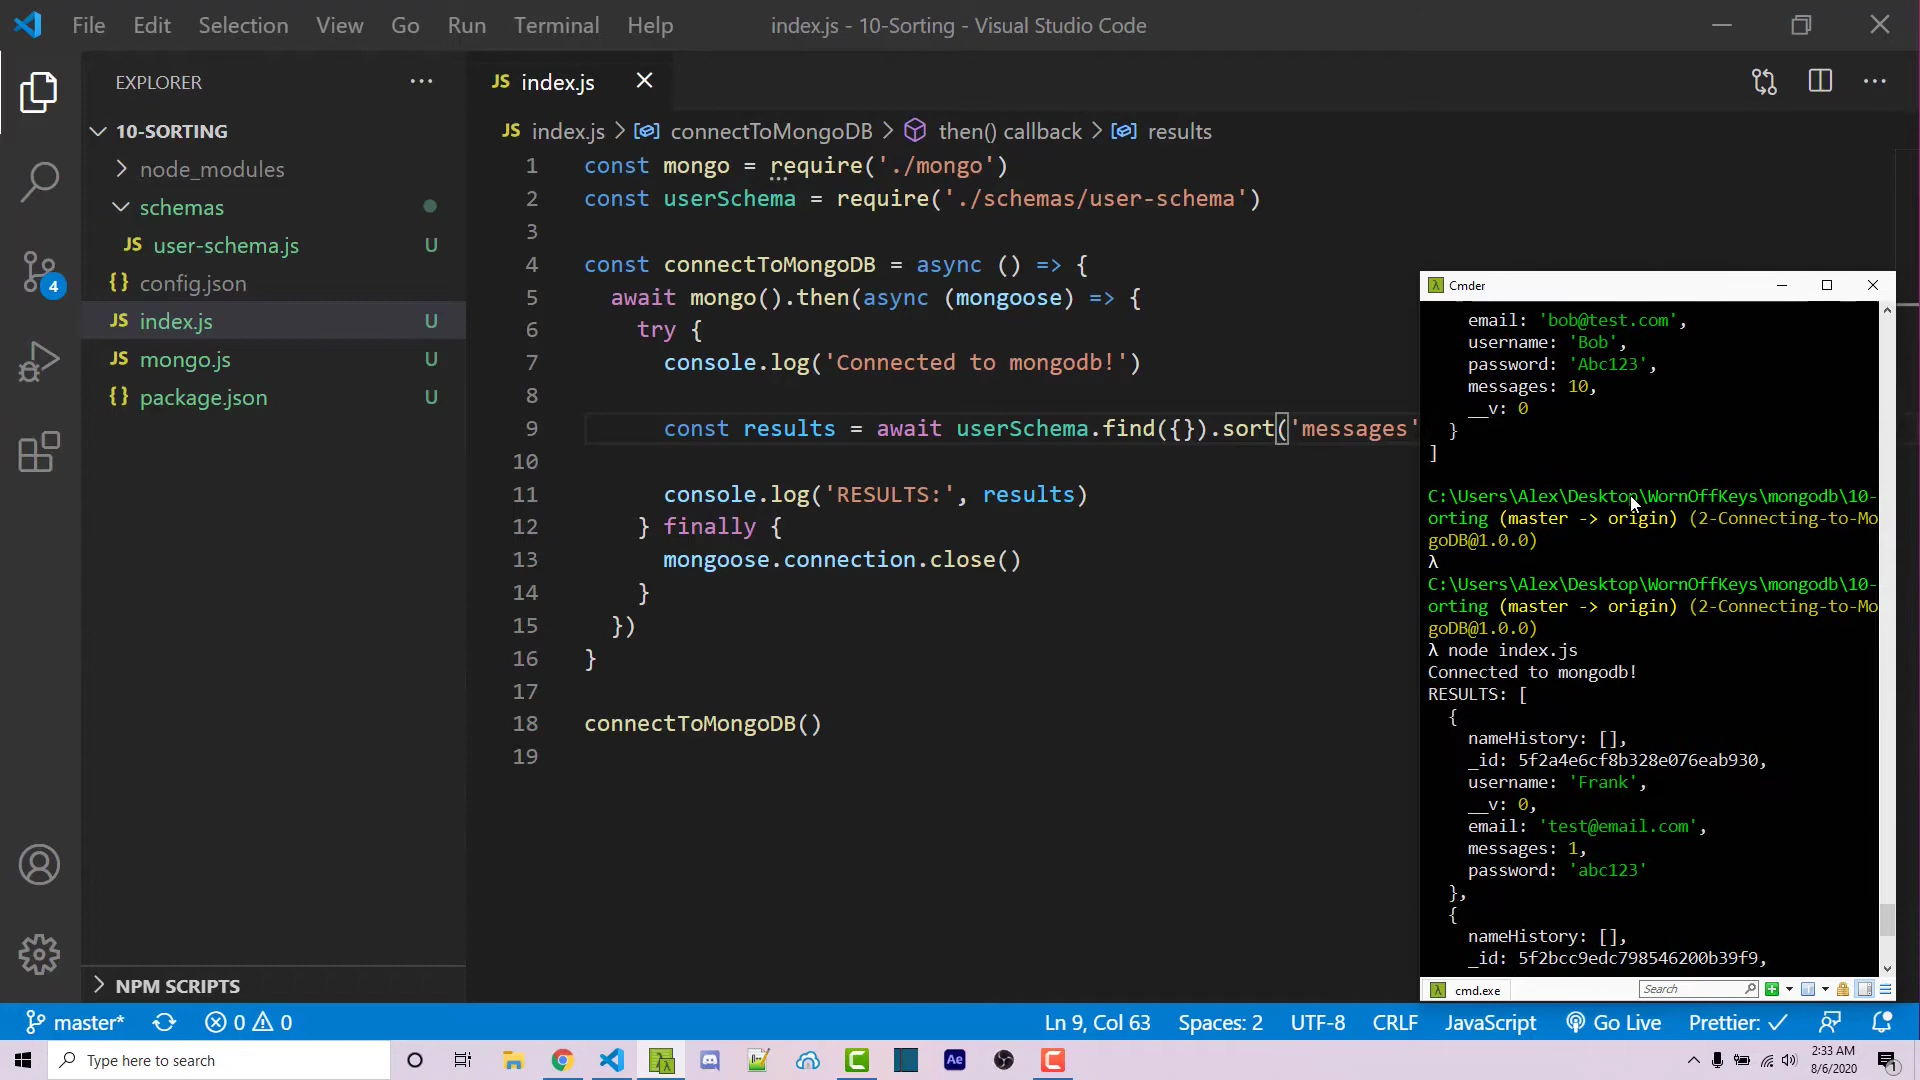 File Edit Selection View Go Run Terminal Help
index.js - 10-Sorting - Visual Studio Code
EXPLORER
10-SORTING
node_modules
schemas
JS user-schema.js U
{} config.json
JS index.js U
JS mongo.js U
{} package.json U
4
NPM SCRIPTS
JS index.js
JS index.js > connectToMongoDB > then() callback > results
1 const mongo = require('./mongo')
2 const userSchema = require('./schemas/user-schema')
3
4 const connectToMongoDB = async () => {
5 await mongo().then(async (mongoose) => {
6 try {
7 console.log('Connected to mongodb!')
8
9 const results = await userSchema.find({}).sort('messages'
10
11 console.log('RESULTS:', results)
12 } finally {
13 mongoose.connection.close()
14 }
15 })
16 }
17
18 connectToMongoDB()
19
Cmder
email: 'bob@test.com',
username: 'Bob',
password: 'Abc123',
messages: 10,
__v: 0
}
]
C:\Users\Alex\Desktop\WornOffKeys\mongodb\10-
orting (master -> origin) (2-Connecting-to-Mo
goDB@1.0.0)
λ
C:\Users\Alex\Desktop\WornOffKeys\mongodb\10-
orting (master -> origin) (2-Connecting-to-Mo
goDB@1.0.0)
λ node index.js
Connected to mongodb!
RESULTS: [
{
nameHistory: [],
_id: 5f2a4e6cf8b328e076eab930,
username: 'Frank',
__v: 0,
email: 'test@email.com',
messages: 1,
password: 'abc123'
},
{
nameHistory: [],
_id: 5f2bcc9edc798546200b39f9,
cmd.exe
Search
master* 0 0
Ln 9, Col 63 Spaces: 2 UTF-8 CRLF JavaScript Go Live Prettier: ✓
Type here to search
Ae
2:33 AM
8/6/2020
1